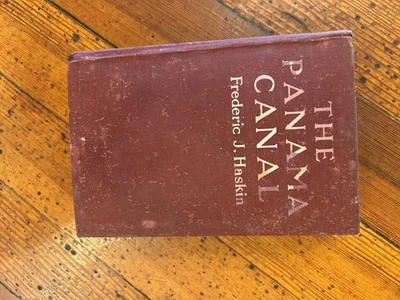 THE
PANAMA
CANAL
Frederic J. Haskin